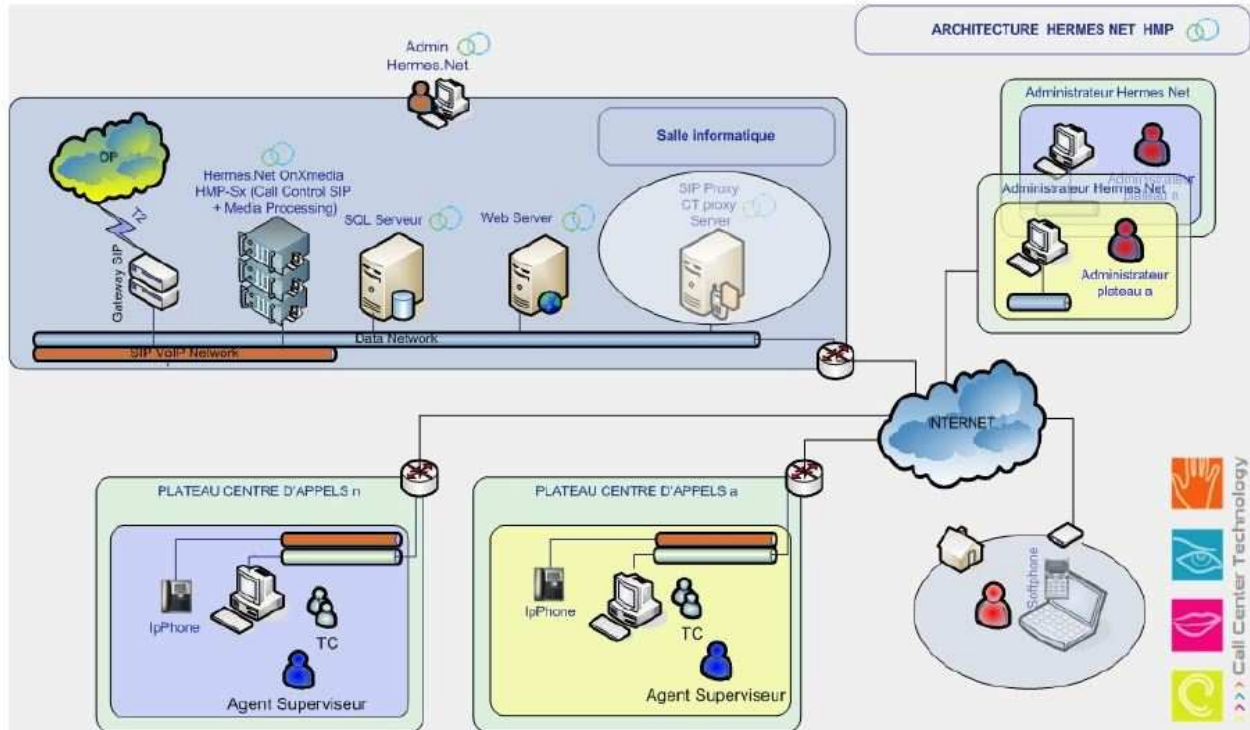 ARCHITECTURE HERMES NET HMP
Admin
Hermes.Net
Administrateur Hermes Net
Administrateur
plateau n
Administrateur Hermes Net
Administrateur
plateau a
Salle informatique
OP
T2
Gateway SIP
Hermes.Net OnXmedia
HMP-Sx (Call Control SIP
+ Media Processing)
SQL Serveur
Web Server
SIP Proxy
CT proxy
Server
Data Network
SIP VoIP Network
INTERNET
PLATEAU CENTRE D'APPELS n
IpPhone
TC
Agent Superviseur
PLATEAU CENTRE D'APPELS a
IpPhone
TC
Agent Superviseur
Softphone
>>> Call Center Technology